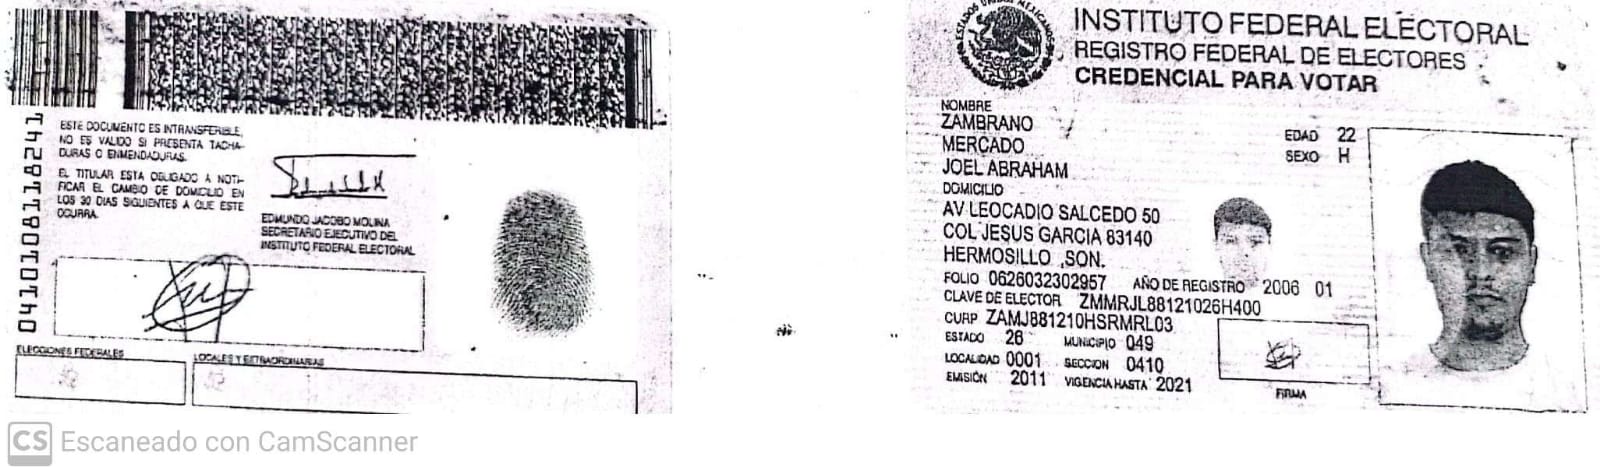 ESTE DOCUMENTO ES INTRANSFERIBLE,
NO ES VALIDO SI PRESENTA TACHA-
DURAS O ENMENDADURAS.
EL TITULAR ESTA OBLIGADO A NOTI-
FICAR EL CAMBIO DE DOMICILIO EN
LOS 30 DIAS SIGUIENTES A QUE ESTE
OCURRA.
0410108118241
EDMUNDO JACOBO MOLINA
SECRETARIO EJECUTIVO DEL
INSTITUTO FEDERAL ELECTORAL
ELECCIONES FEDERALES
LOCALES Y EXTRAORDINARIAS
CS Escaneado con CamScanner
ESTADOS UNIDOS MEXICANOS
INSTITUTO FEDERAL ELECTORAL
REGISTRO FEDERAL DE ELECTORES
CREDENCIAL PARA VOTAR
NOMBRE
ZAMBRANO
MERCADO
JOEL ABRAHAM
EDAD 22
SEXO H
DOMICILIO
AV LEOCADIO SALCEDO 50
COL JESUS GARCIA 83140
HERMOSILLO ,SON.
FOLIO 0626032302957 AÑO DE REGISTRO 2006 01
CLAVE DE ELECTOR ZMMRJL88121026H400
CURP ZAMJ881210HSRMRL03
ESTADO 26 MUNICIPIO 049
LOCALIDAD 0001 SECCION 0410
EMISIÓN 2011 VIGENCIA HASTA 2021
FIRMA